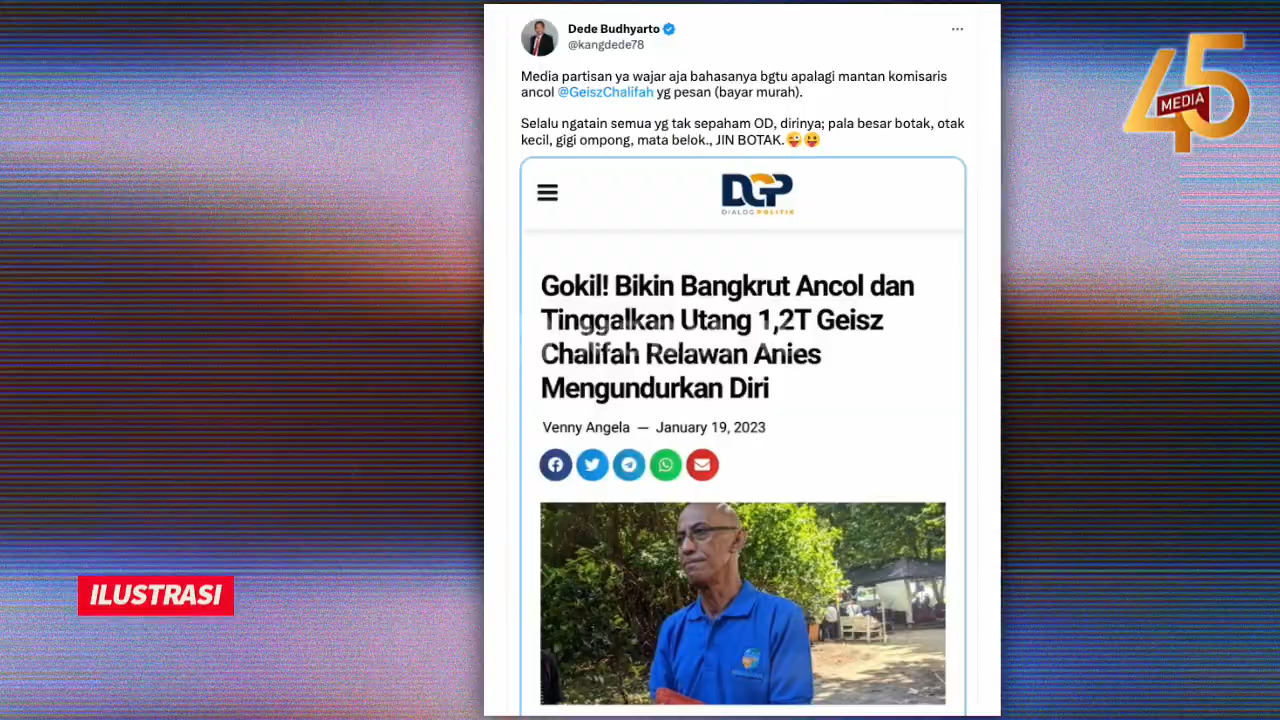 Dede Budhyarto
@kangdede78
Media partisan ya wajar aja bahasanya bgtu apalagi mantan komisaris
ancol @GeiszChalifah yg pesan (bayar murah).
Selalu ngatain semua yg tak sepaham OD, dirinya; pala besar botak, otak
kecil, gigi ompong, mata belok., JIN BOTAK.😜😝
45
MEDIA
DGP
DIALOG POLITIK
Gokil! Bikin Bangkrut Ancol dan
Tinggalkan Utang 1,2T Geisz
Chalifah Relawan Anies
Mengundurkan Diri
Venny Angela — January 19, 2023
ILUSTRASI